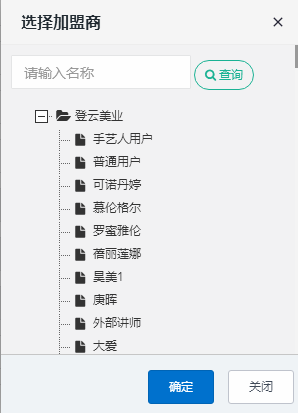 选择加盟商
请输入名称
查询
登云美业
手艺人用户
普通用户
可诺丹婷
慕伦格尔
罗蜜雅伦
蓓丽莲娜
昊美1
庚晖
外部讲师
大爱
确定
关闭